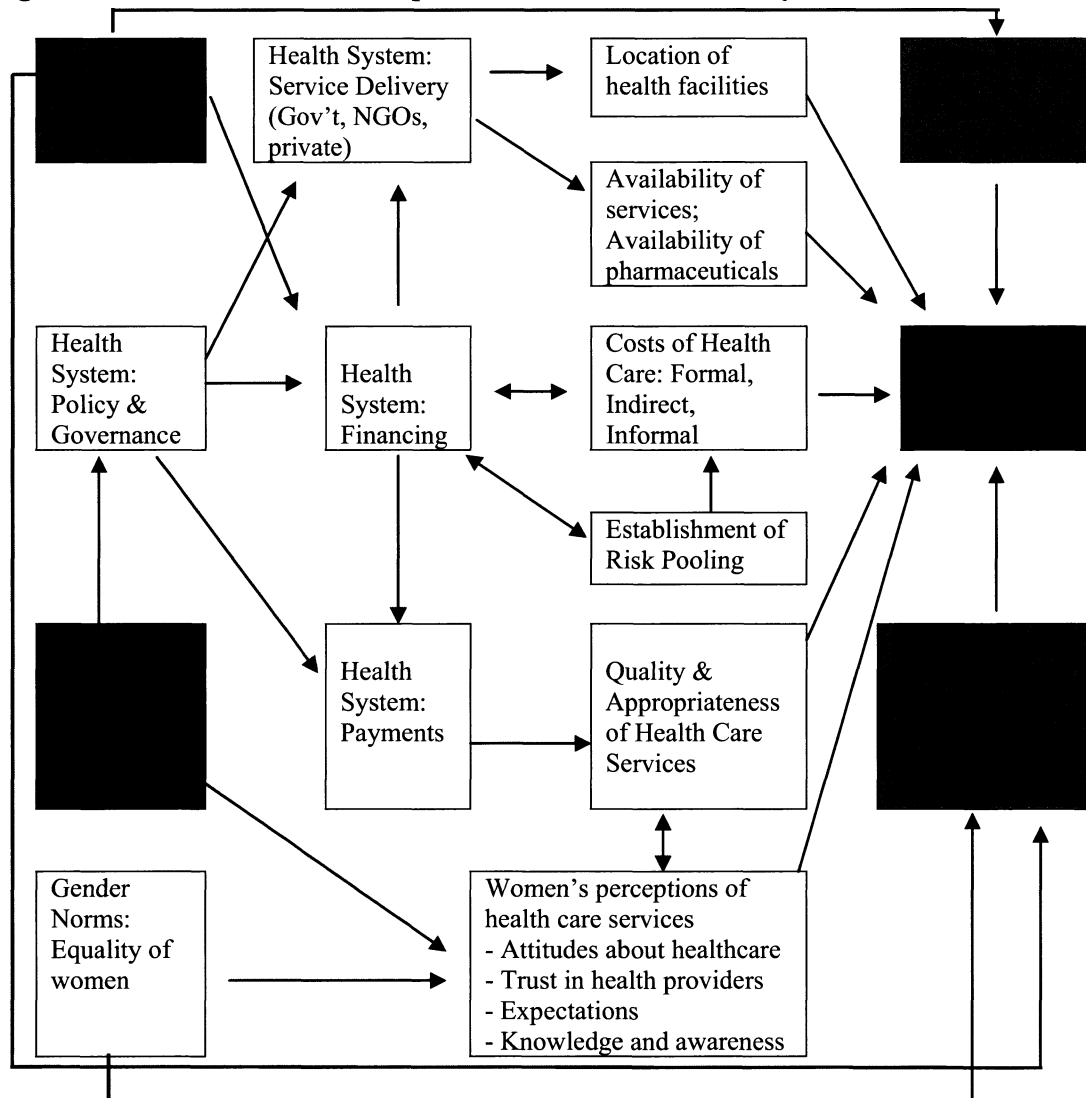 Health System:
Service Delivery
(Gov't, NGOs,
private)
Location of
health facilities
Availability of
services;
Availability of
pharmaceuticals
Health
System:
Policy &
Governance
Health
System:
Financing
Costs of Health
Care: Formal,
Indirect,
Informal
Establishment of
Risk Pooling
Health
System:
Payments
Quality &
Appropriateness
of Health Care
Services
Gender
Norms:
Equality of
women
Women's perceptions of
health care services
- Attitudes about healthcare
- Trust in health providers
- Expectations
- Knowledge and awareness